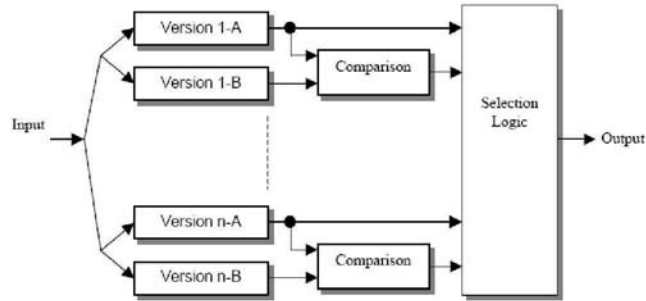 Version 1-A
Comparison
Version 1-B
Selection
Logic
Input
Output
Version n-A
Comparison
Version n-B